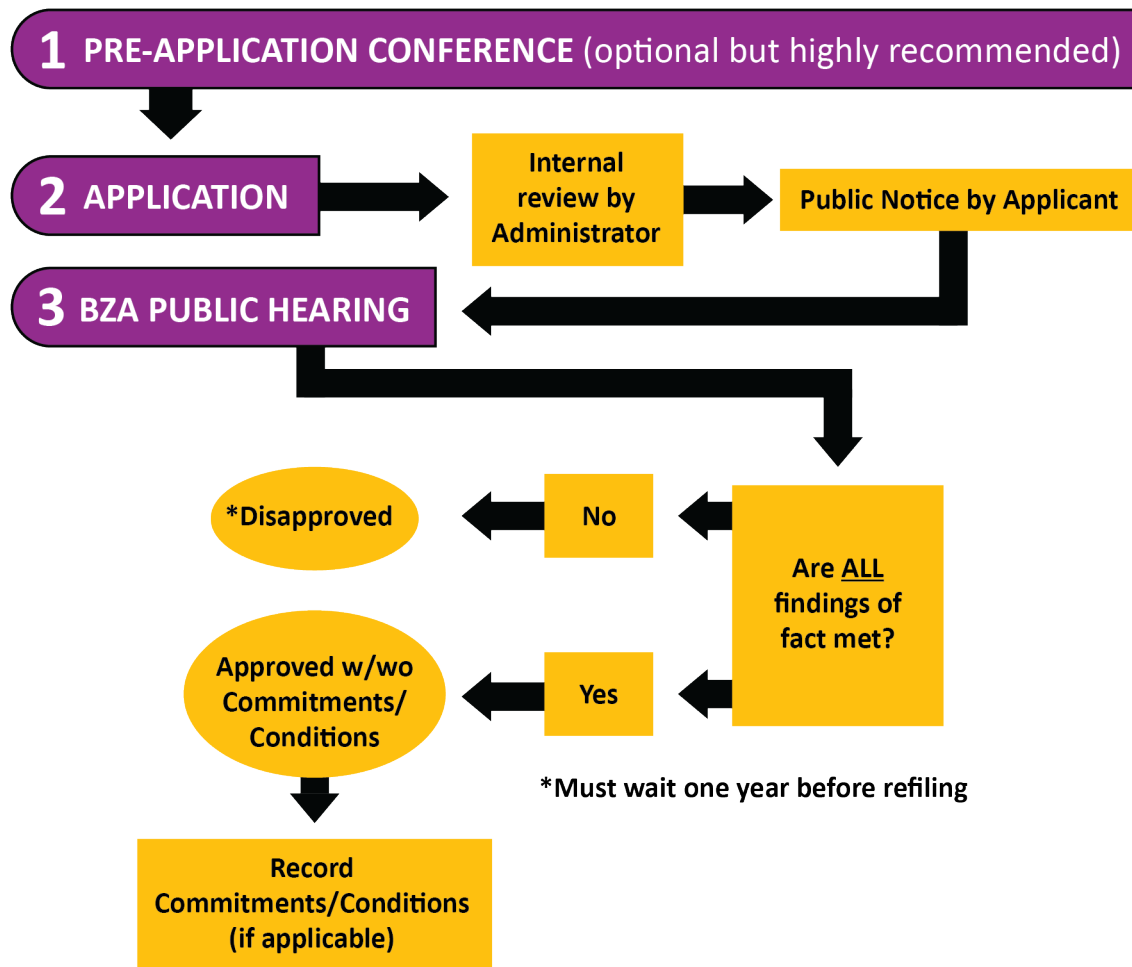 1 PRE-APPLICATION CONFERENCE (optional but highly recommended)
2 APPLICATION
Internal
review by
Administrator
Public Notice by Applicant
3 BZA PUBLIC HEARING
Are ALL
findings of
fact met?
No
*Disapproved
Yes
Approved w/wo
Commitments/
Conditions
*Must wait one year before refiling
Record
Commitments/Conditions
(if applicable)